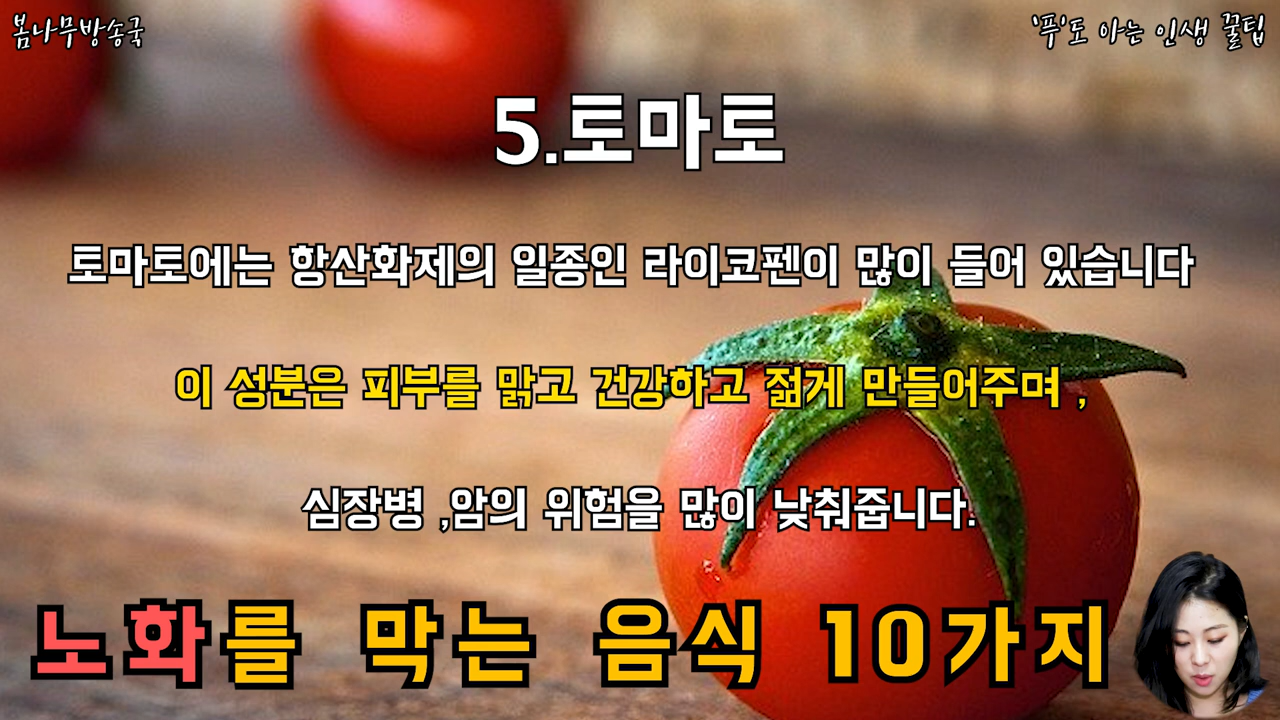 봄나무방송국
'푸'도 아는 인생 꿀팁
5.토마토
토마토에는 항산화제의 일종인 라이코펜이 많이 들어 있습니다
이 성분은 피부를 맑고 건강하고 젊게 만들어주며 ,
심장병 ,암의 위험을 많이 낮춰줍니다.
노화를 막는 음식 10가지